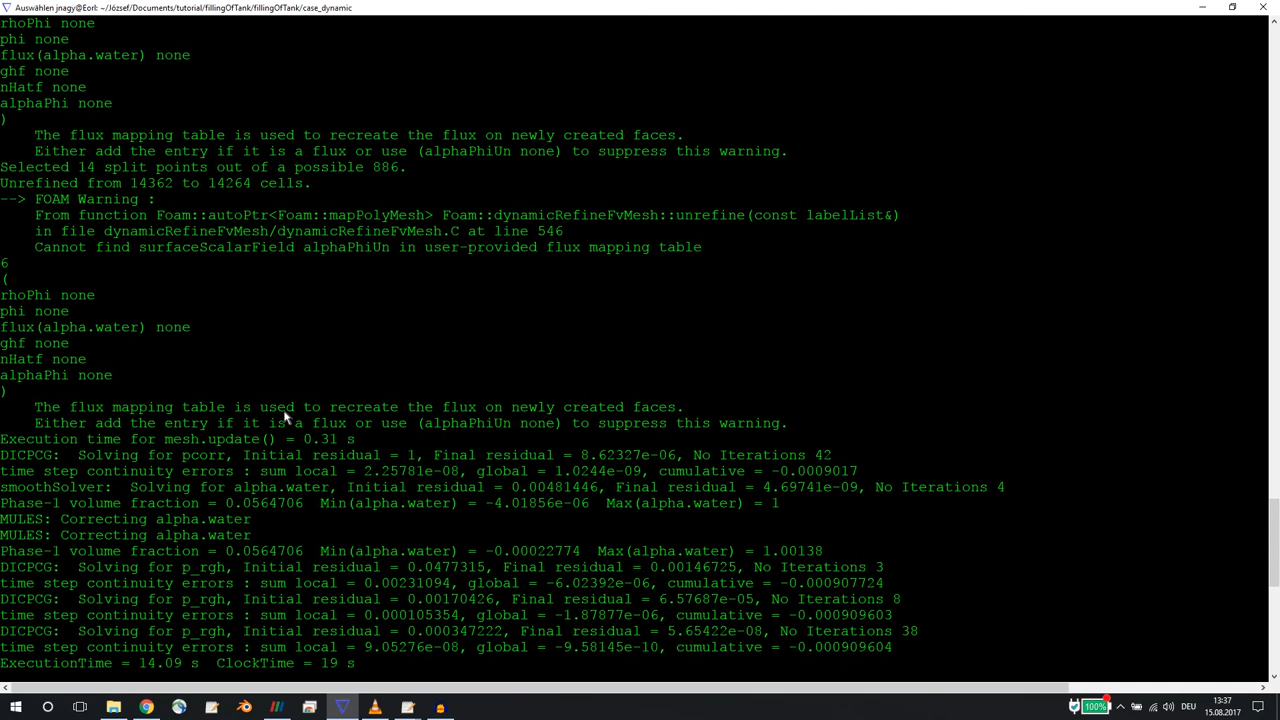 Auswählen jnagy@Eorl: ~/József/Documents/tutorial/fillingOfTank/fillingOfTank/case_dynamic
rhoPhi none
phi none
flux(alpha.water) none
ghf none
nHatf none
alphaPhi none
)
The flux mapping table is used to recreate the flux on newly created faces.
Either add the entry if it is a flux or use (alphaPhiUn none) to suppress this warning.
Selected 14 split points out of a possible 886.
Unrefined from 14362 to 14264 cells.
--> FOAM Warning :
From function Foam::autoPtr<Foam::mapPolyMesh> Foam::dynamicRefineFvMesh::unrefine(const labelList&)
in file dynamicRefineFvMesh/dynamicRefineFvMesh.C at line 546
Cannot find surfaceScalarField alphaPhiUn in user-provided flux mapping table
6
(
rhoPhi none
phi none
flux(alpha.water) none
ghf none
nHatf none
alphaPhi none
)
The flux mapping table is used to recreate the flux on newly created faces.
Either add the entry if it is a flux or use (alphaPhiUn none) to suppress this warning.
Execution time for mesh.update() = 0.31 s
DICPCG:  Solving for pcorr, Initial residual = 1, Final residual = 8.62327e-06, No Iterations 42
time step continuity errors : sum local = 2.25781e-08, global = 1.0244e-09, cumulative = -0.0009017
smoothSolver:  Solving for alpha.water, Initial residual = 0.00481446, Final residual = 4.69741e-09, No Iterations 4
Phase-1 volume fraction = 0.0564706  Min(alpha.water) = -4.01856e-06  Max(alpha.water) = 1
MULES: Correcting alpha.water
MULES: Correcting alpha.water
Phase-1 volume fraction = 0.0564706  Min(alpha.water) = -0.00022774  Max(alpha.water) = 1.00138
DICPCG:  Solving for p_rgh, Initial residual = 0.0477315, Final residual = 0.00146725, No Iterations 3
time step continuity errors : sum local = 0.00231094, global = -6.02392e-06, cumulative = -0.000907724
DICPCG:  Solving for p_rgh, Initial residual = 0.00170426, Final residual = 6.57687e-05, No Iterations 8
time step continuity errors : sum local = 0.000105354, global = -1.87877e-06, cumulative = -0.000909603
DICPCG:  Solving for p_rgh, Initial residual = 0.000347222, Final residual = 5.65422e-08, No Iterations 38
time step continuity errors : sum local = 9.05276e-08, global = -9.58145e-10, cumulative = -0.000909604
ExecutionTime = 14.09 s  ClockTime = 19 s
100%
DEU
13:37
15.08.2017